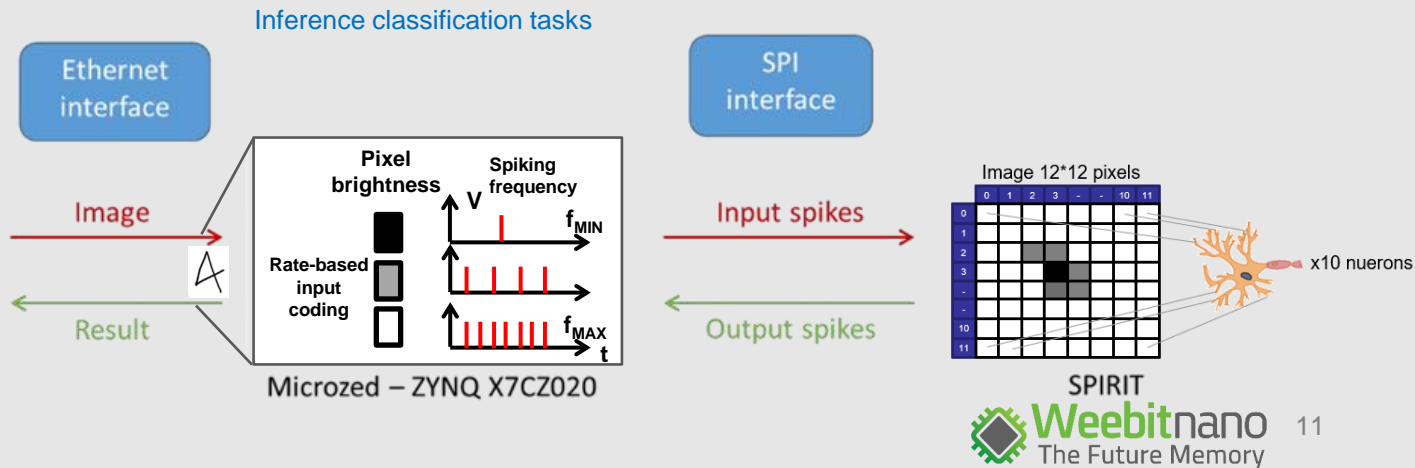 Inference classification tasks
Ethernet
interface
SPI
interface
Image
Result
4
Pixel
brightness
Spiking
frequency
V
fMIN
Rate-based
input
coding
fMAX
t
Microzed – ZYNQ X7CZ020
Input spikes
Output spikes
Image 12*12 pixels
0 1 2 3 - - 10 11
0
1
2
3
-
-
10
11
x10 nuerons
SPIRIT
Weebitnano
The Future Memory
11